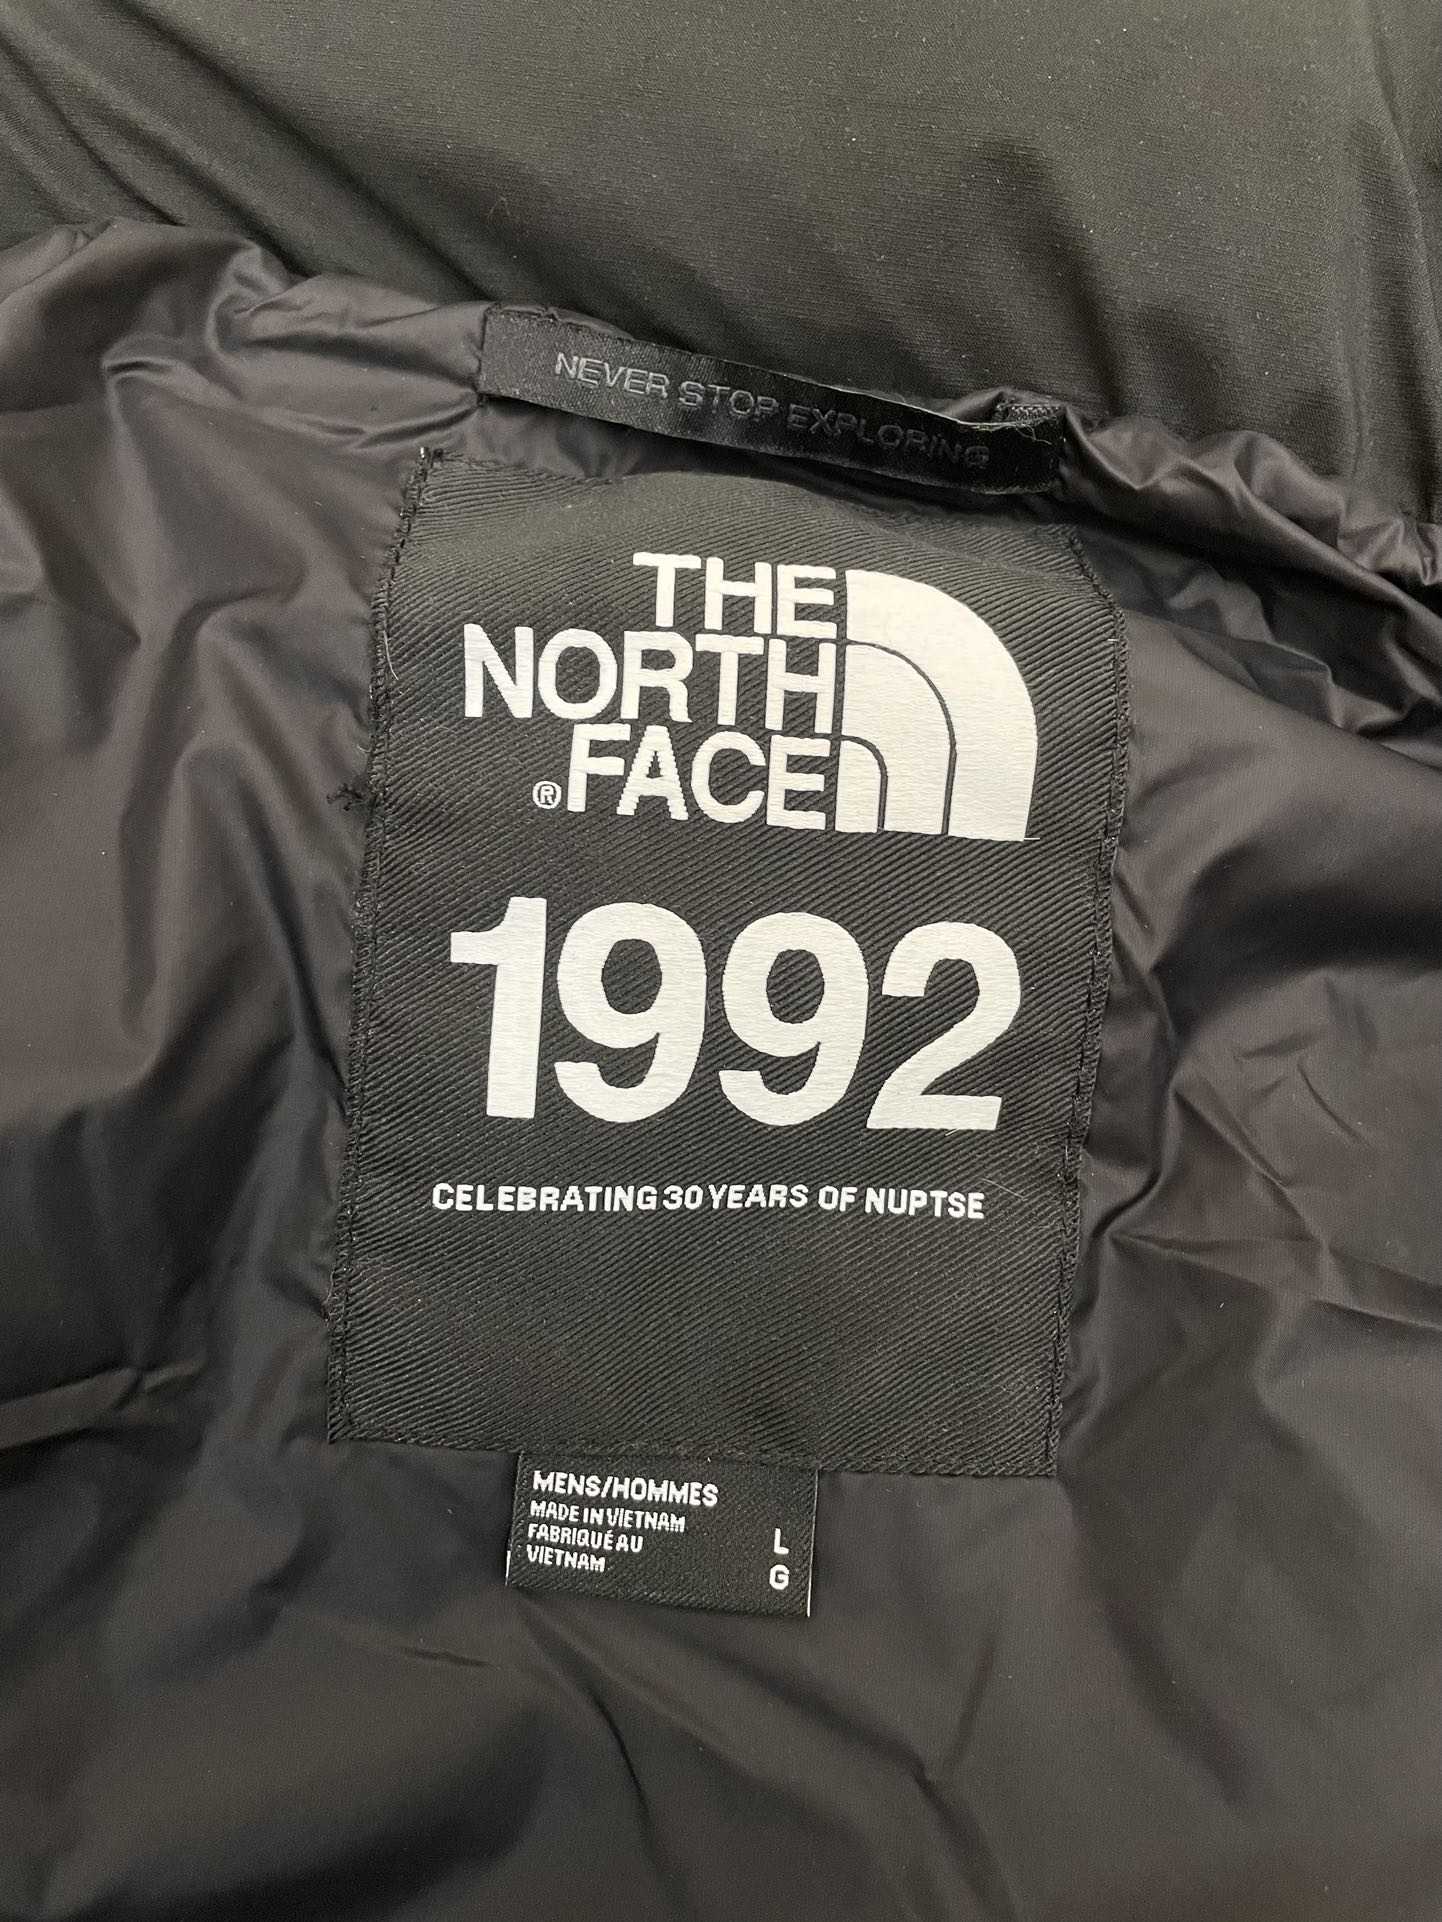 NEVER STOP EXPLORING
THE
NORTH
®FACE
1992
CELEBRATING 30 YEARS OF NUPTSE
MENS/HOMMES
MADE IN VIETNAM
FABRIQUÉ AU
VIETNAM
L
G